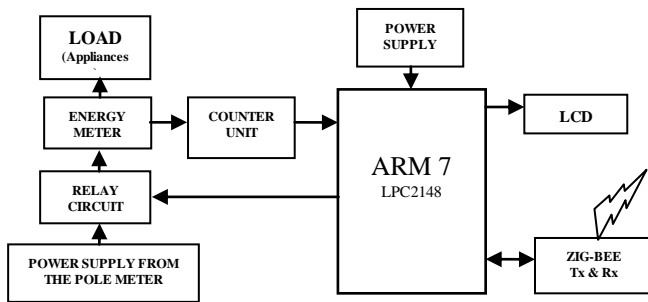 LOAD
(Appliances
POWER
SUPPLY
ENERGY
METER
COUNTER
UNIT
LCD
ARM 7
LPC2148
RELAY
CIRCUIT
POWER SUPPLY FROM
THE POLE METER
ZIG-BEE
Tx & Rx